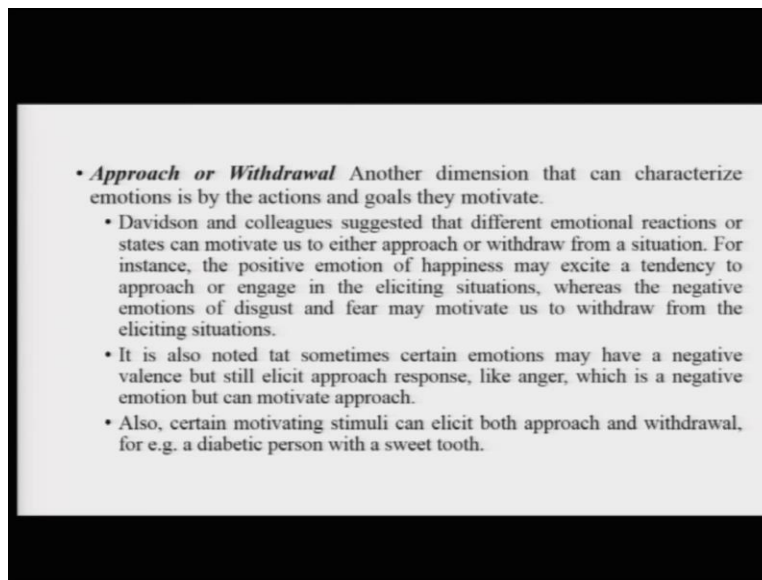 • Approach or Withdrawal Another dimension that can characterize
emotions is by the actions and goals they motivate.
• Davidson and colleagues suggested that different emotional reactions or
states can motivate us to either approach or withdraw from a situation. For
instance, the positive emotion of happiness may excite a tendency to
approach or engage in the eliciting situations, whereas the negative
emotions of disgust and fear may motivate us to withdraw from the
eliciting situations.
• It is also noted tat sometimes certain emotions may have a negative
valence but still elicit approach response, like anger, which is a negative
emotion but can motivate approach.
• Also, certain motivating stimuli can elicit both approach and withdrawal,
for e.g. a diabetic person with a sweet tooth.